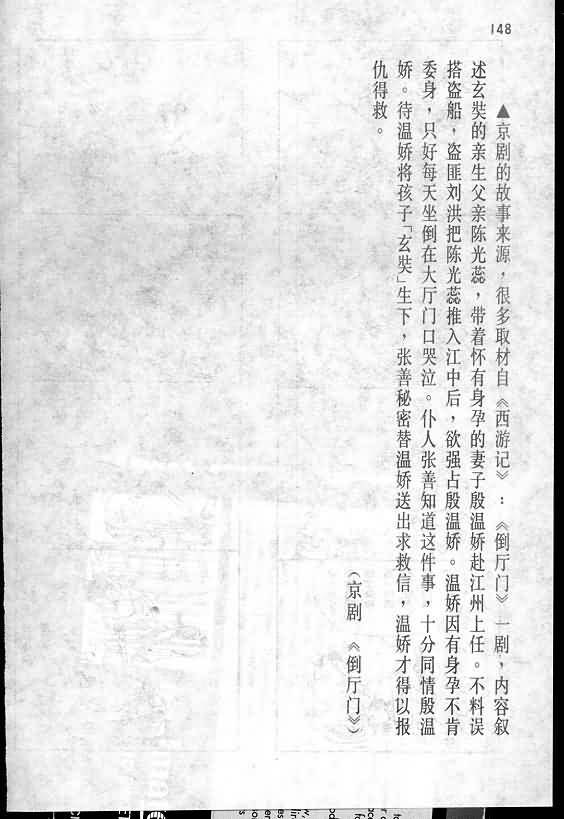 148
▲京剧的故事来源，很多取材自《西游记》：《倒厅门》一剧，内容叙
述玄奘的亲生父亲陈光蕊，带着怀有身孕的妻子殷温娇赴江州上任。不料误
搭盗船，盗匪刘洪把陈光蕊推入江中后，欲强占殷温娇。温娇因有身孕不肯
委身，只好每天坐倒在大厅门口哭泣。仆人张善知道这件事，十分同情殷温
娇。待温娇将孩子「玄奘」生下，张善秘密替温娇送出求救信，温娇才得以报
仇得救。
（京剧 《倒厅门》）